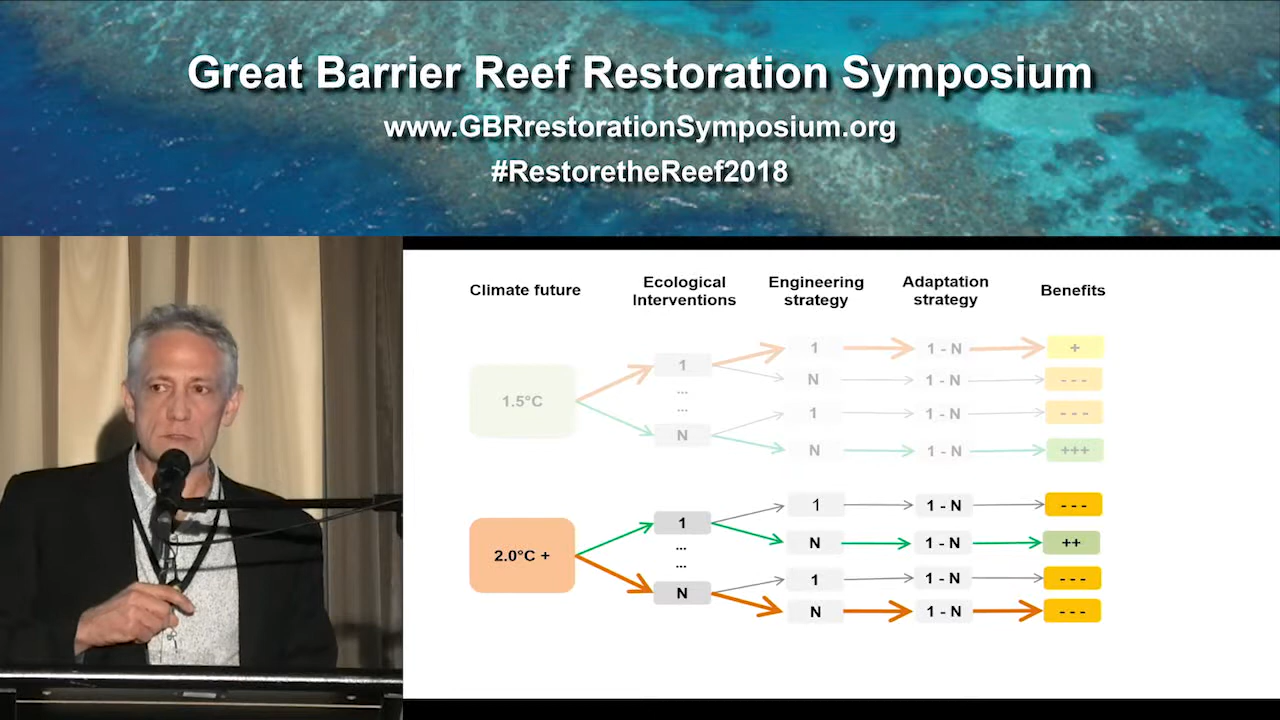 Great Barrier Reef Restoration Symposium
www.GBRrestorationSymposium.org
#RestoretheReef2018
Climate future
Ecological
Interventions
Engineering
strategy
Adaptation
strategy
Benefits
1.5°C
1
...
...
N
1
1 - N
+
N
1 - N
- - -
1
1 - N
- - -
N
1 - N
+++
2.0°C +
1
...
...
N
1
1 - N
- - -
N
1 - N
++
1
1 - N
- - -
N
1 - N
- - -